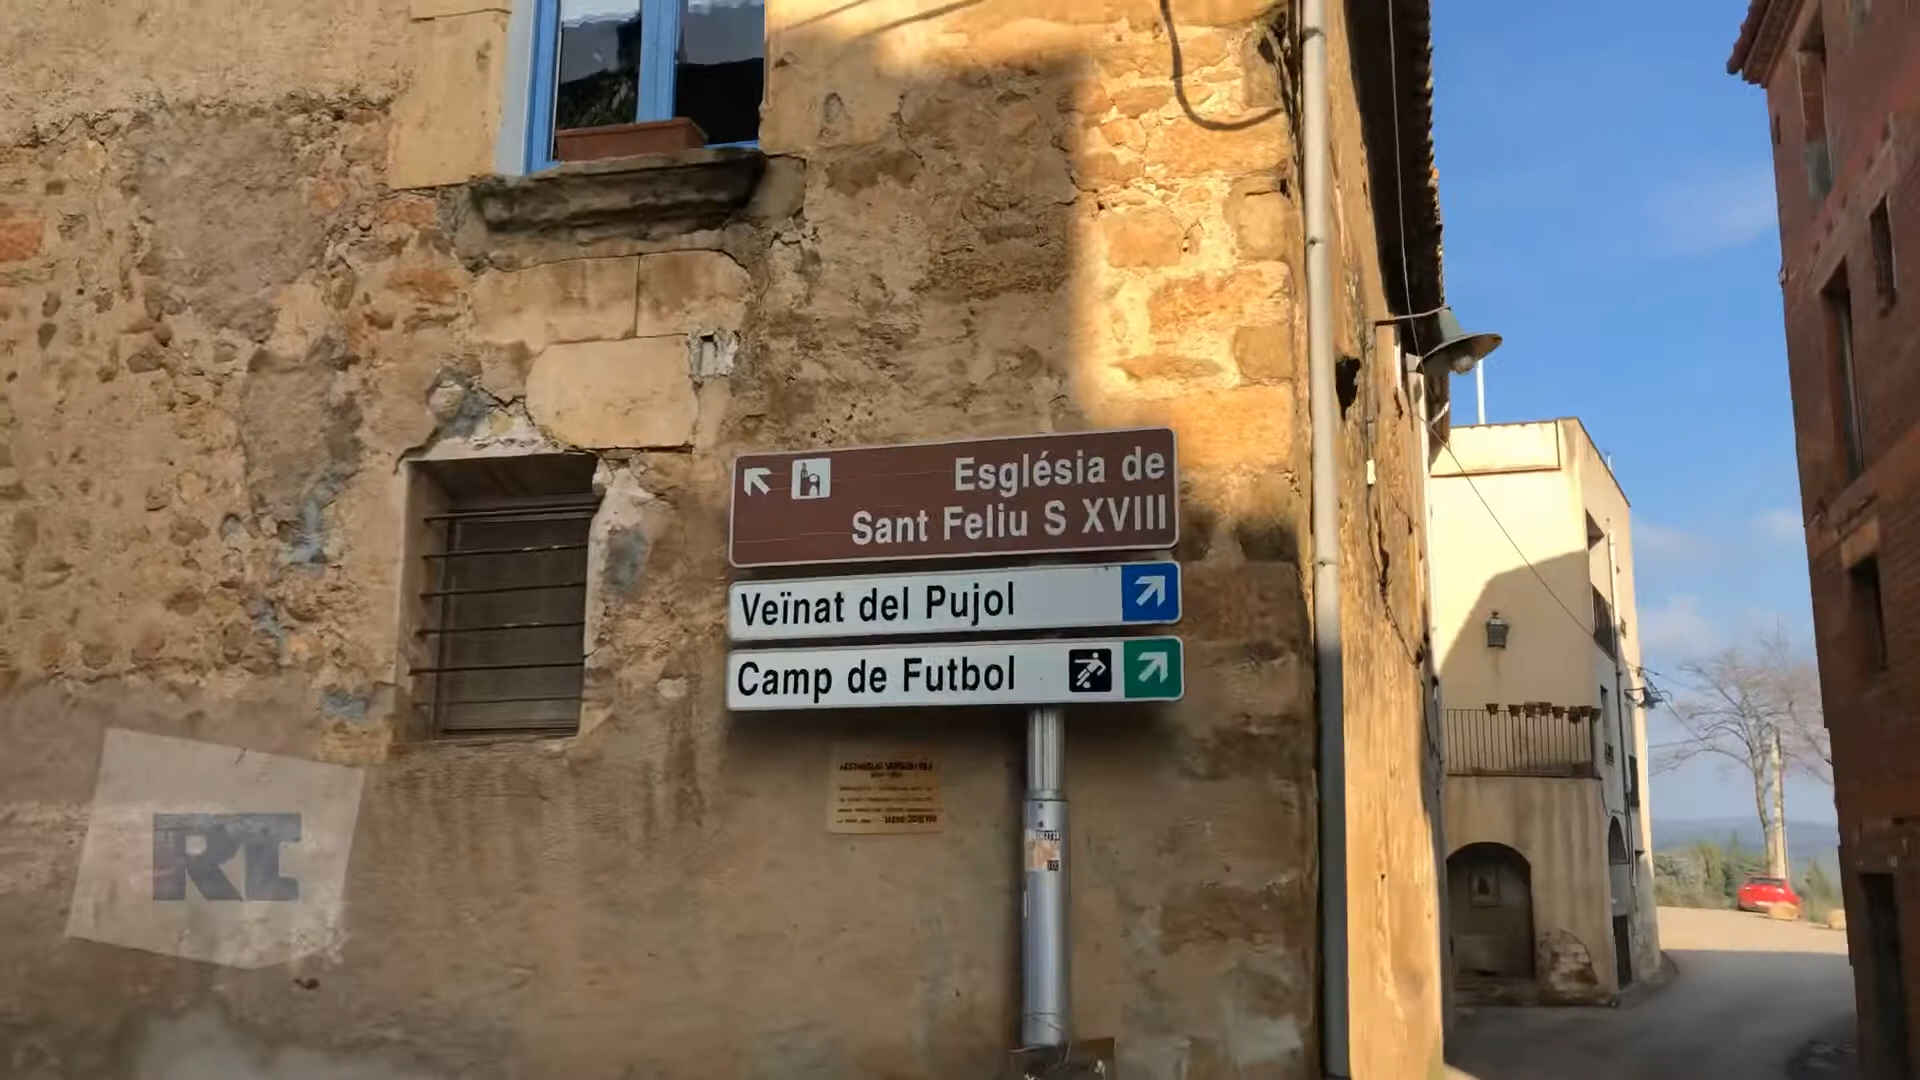 Església de
Sant Feliu S XVIII
Veïnat del Pujol
Camp de Futbol
RT